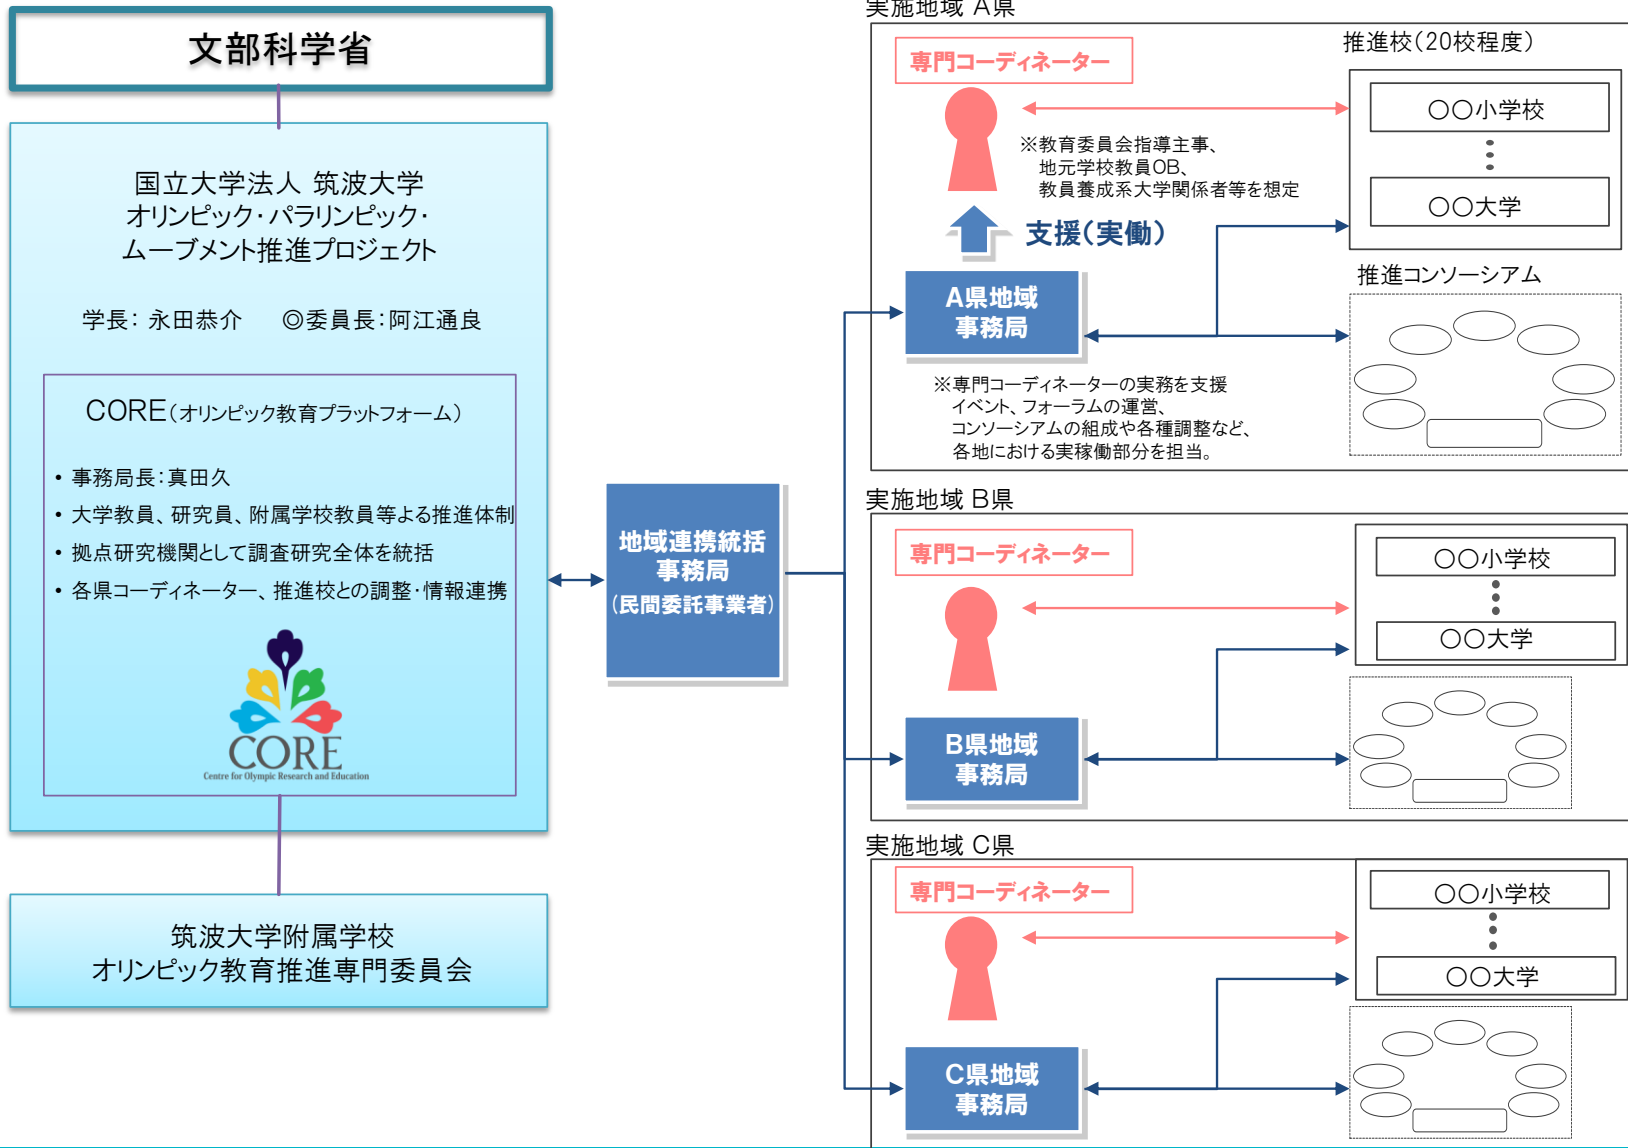 文部科学省
国立大学法人 筑波大学
オリンピック・パラリンピック・
ムーブメント推進プロジェクト
学長：永田恭介　◎委員長：阿江通良
CORE（オリンピック教育プラットフォーム）
• 事務局長：真田久
• 大学教員、研究員、附属学校教員等よる推進体制
• 拠点研究機関として調査研究全体を統括
• 各県コーディネーター、推進校との調整・情報連携
CORE
Centre for Olympic Research and Education
筑波大学附属学校
オリンピック教育推進専門委員会
地域連携統括
事務局
（民間委託事業者）
実施地域 A県
専門コーディネーター
※教育委員会指導主事、
地元学校教員OB、
教員養成系大学関係者等を想定
支援（実働）
A県地域
事務局
※専門コーディネーターの実務を支援
イベント、フォーラムの運営、
コンソーシアムの組成や各種調整など、
各地における実稼働部分を担当。
推進校（20校程度）
〇〇小学校
〇〇大学
推進コンソーシアム
実施地域 B県
専門コーディネーター
B県地域
事務局
〇〇小学校
〇〇大学
実施地域 C県
専門コーディネーター
C県地域
事務局
〇〇小学校
〇〇大学